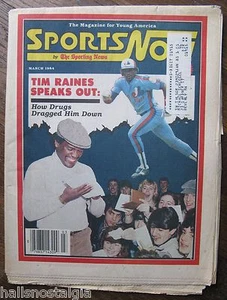 The Magazine for Young America
SPORTS NOW
by The Sporting News
MARCH 1984
TIM RAINES
SPEAKS OUT:
How Drugs
Dragged Him Down
hallsnostalgia